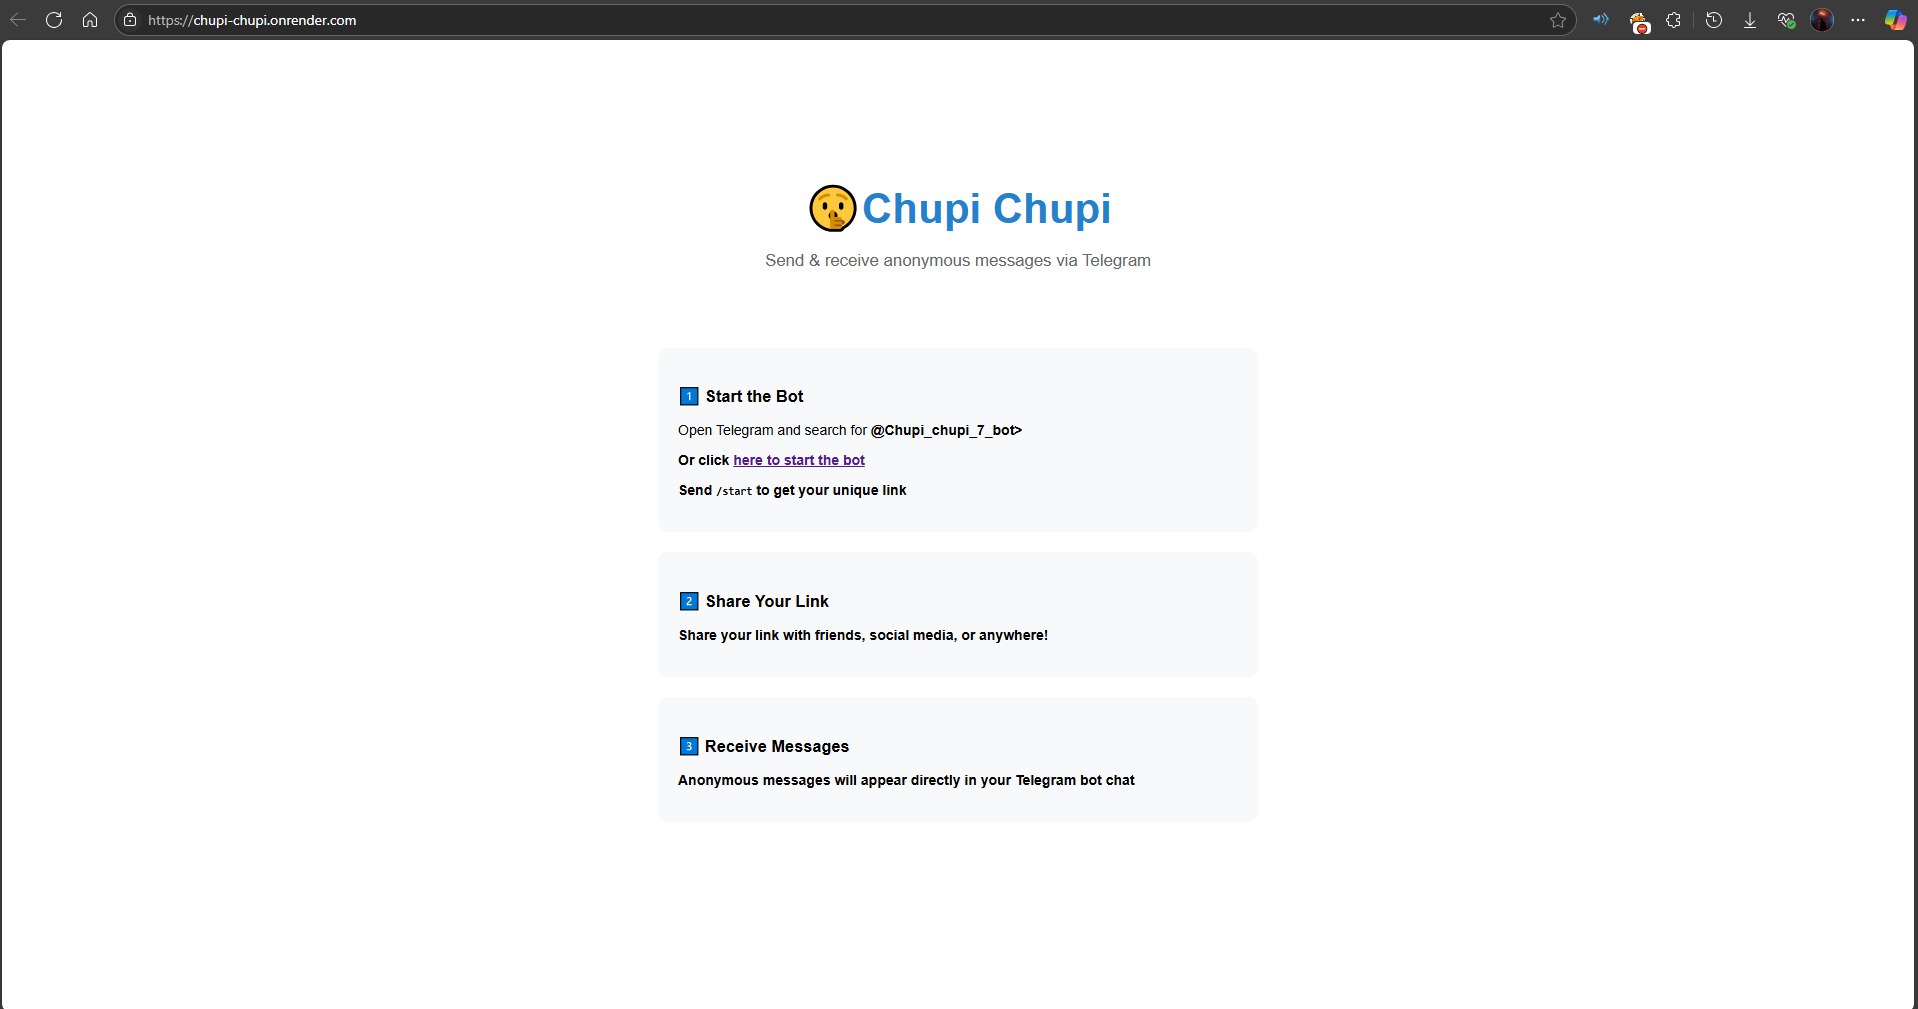 https://chupi-chupi.onrender.com
Chupi Chupi
Send & receive anonymous messages via Telegram
1 Start the Bot
Open Telegram and search for @Chupi_chupi_7_bot>
Or click here to start the bot
Send /start to get your unique link
2 Share Your Link
Share your link with friends, social media, or anywhere!
3 Receive Messages
Anonymous messages will appear directly in your Telegram bot chat